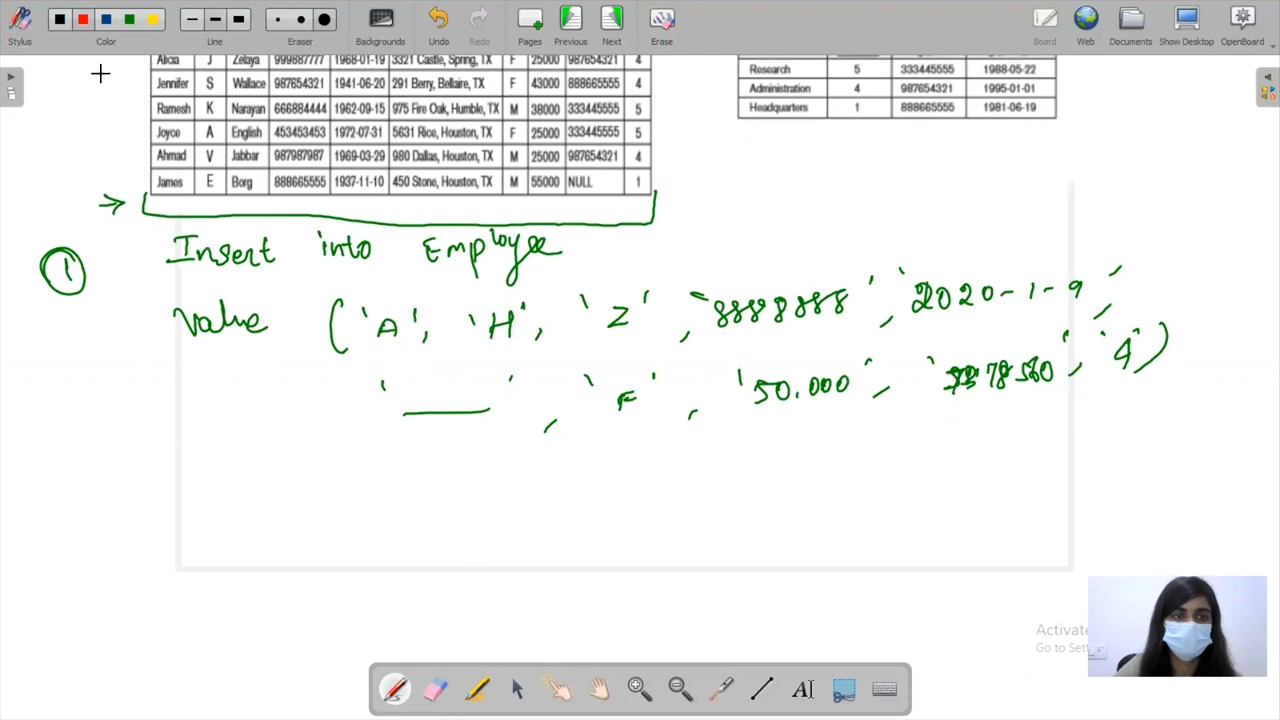 Stylus Color Line Eraser Backgrounds Undo Redo Pages Previous Next Erase Board Web Documents Show Desktop OpenBoard
Alicia J Zelaya 999887777 1968-01-19 3321 Castle, Spring, TX F 25000 987654321 4
Jennifer S Wallace 987654321 1941-06-20 291 Berry, Bellaire, TX F 43000 888665555 4
Ramesh K Narayan 666884444 1962-09-15 975 Fire Oak, Humble, TX M 38000 333445555 5
Joyce A English 453453453 1972-07-31 5631 Rice, Houston, TX F 25000 333445555 5
Ahmad V Jabbar 987987987 1969-03-29 980 Dallas, Houston, TX M 25000 987654321 4
James E Borg 888665555 1937-11-10 450 Stone, Houston, TX M 55000 NULL 1
Research 5 333445555 1988-05-22
Administration 4 987654321 1995-01-01
Headquarters 1 888665555 1981-06-19
① Insert into Employee
Value ('A', 'H', 'Z', '8888888', '2020-1-9',
'____', 'F', '50.000', '4')
Activate
Go to Sett